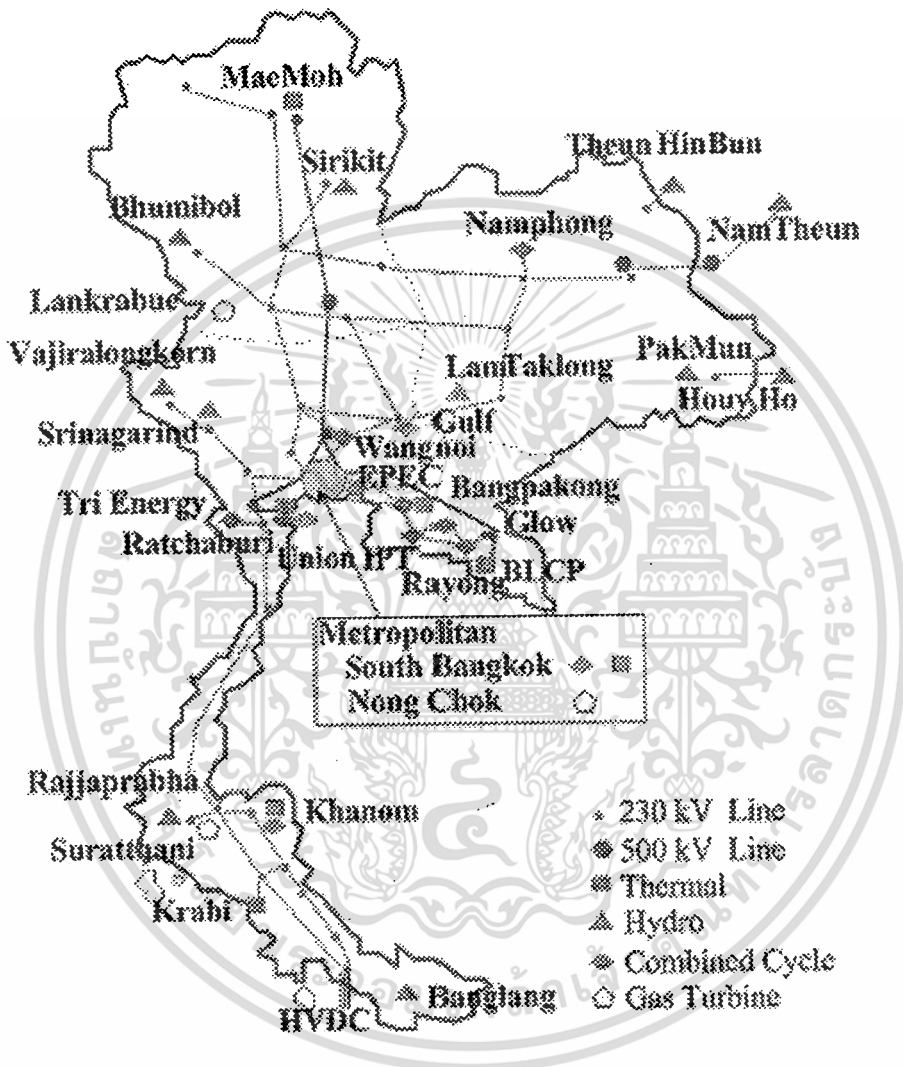 MaeMoh
Theun HinBun
Sirikit
Bhumibol
Namphong
NamTheun
Lankrabue
Vajiralongkorn
LamTaklong
PakMun
Houy Ho
Srinagarind
Gulf
Wangnoi
EPEC
Bangpakong
Tri Energy
Glow
Ratchaburi
Union IPT
BLCP
Rayong
Metropolitan
South Bangkok
Nong Chok
Rajjaprabha
Khanom
Suratthani
Krabi
HVDC
Banglang
230 kV Line
500 kV Line
Thermal
Hydro
Combined Cycle
Gas Turbine